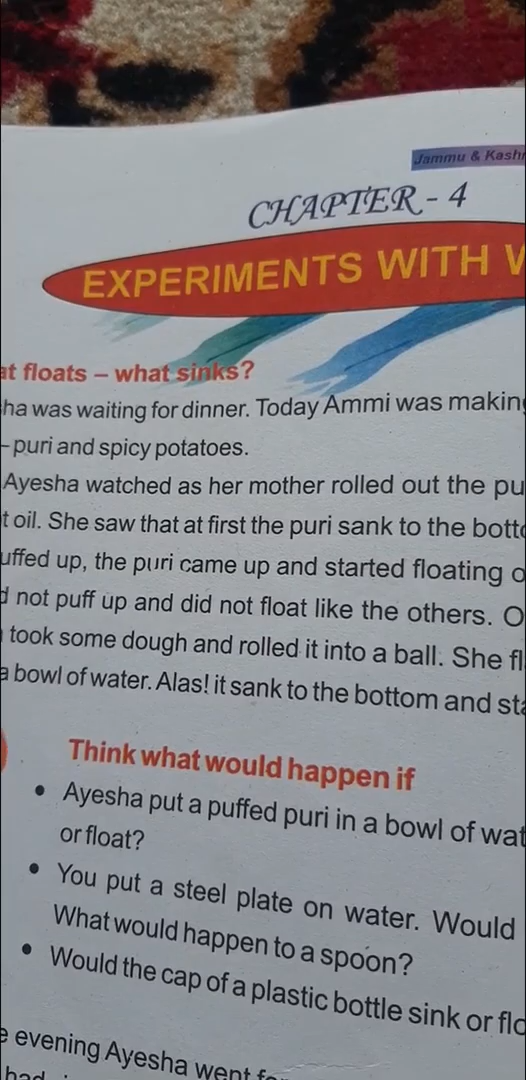 Jammu & Kash
CHAPTER - 4
EXPERIMENTS WITH
at floats – what sinks?
ha was waiting for dinner. Today Ammi was making
– puri and spicy potatoes.
Ayesha watched as her mother rolled out the pu
t oil. She saw that at first the puri sank to the botto
uffed up, the puri came up and started floating o
d not puff up and did not float like the others. O
took some dough and rolled it into a ball. She fl
a bowl of water. Alas! it sank to the bottom and sta
Think what would happen if
• Ayesha put a puffed puri in a bowl of wat
or float?
• You put a steel plate on water. Would
What would happen to a spoon?
• Would the cap of a plastic bottle sink or flo
e evening Ayesha went
had